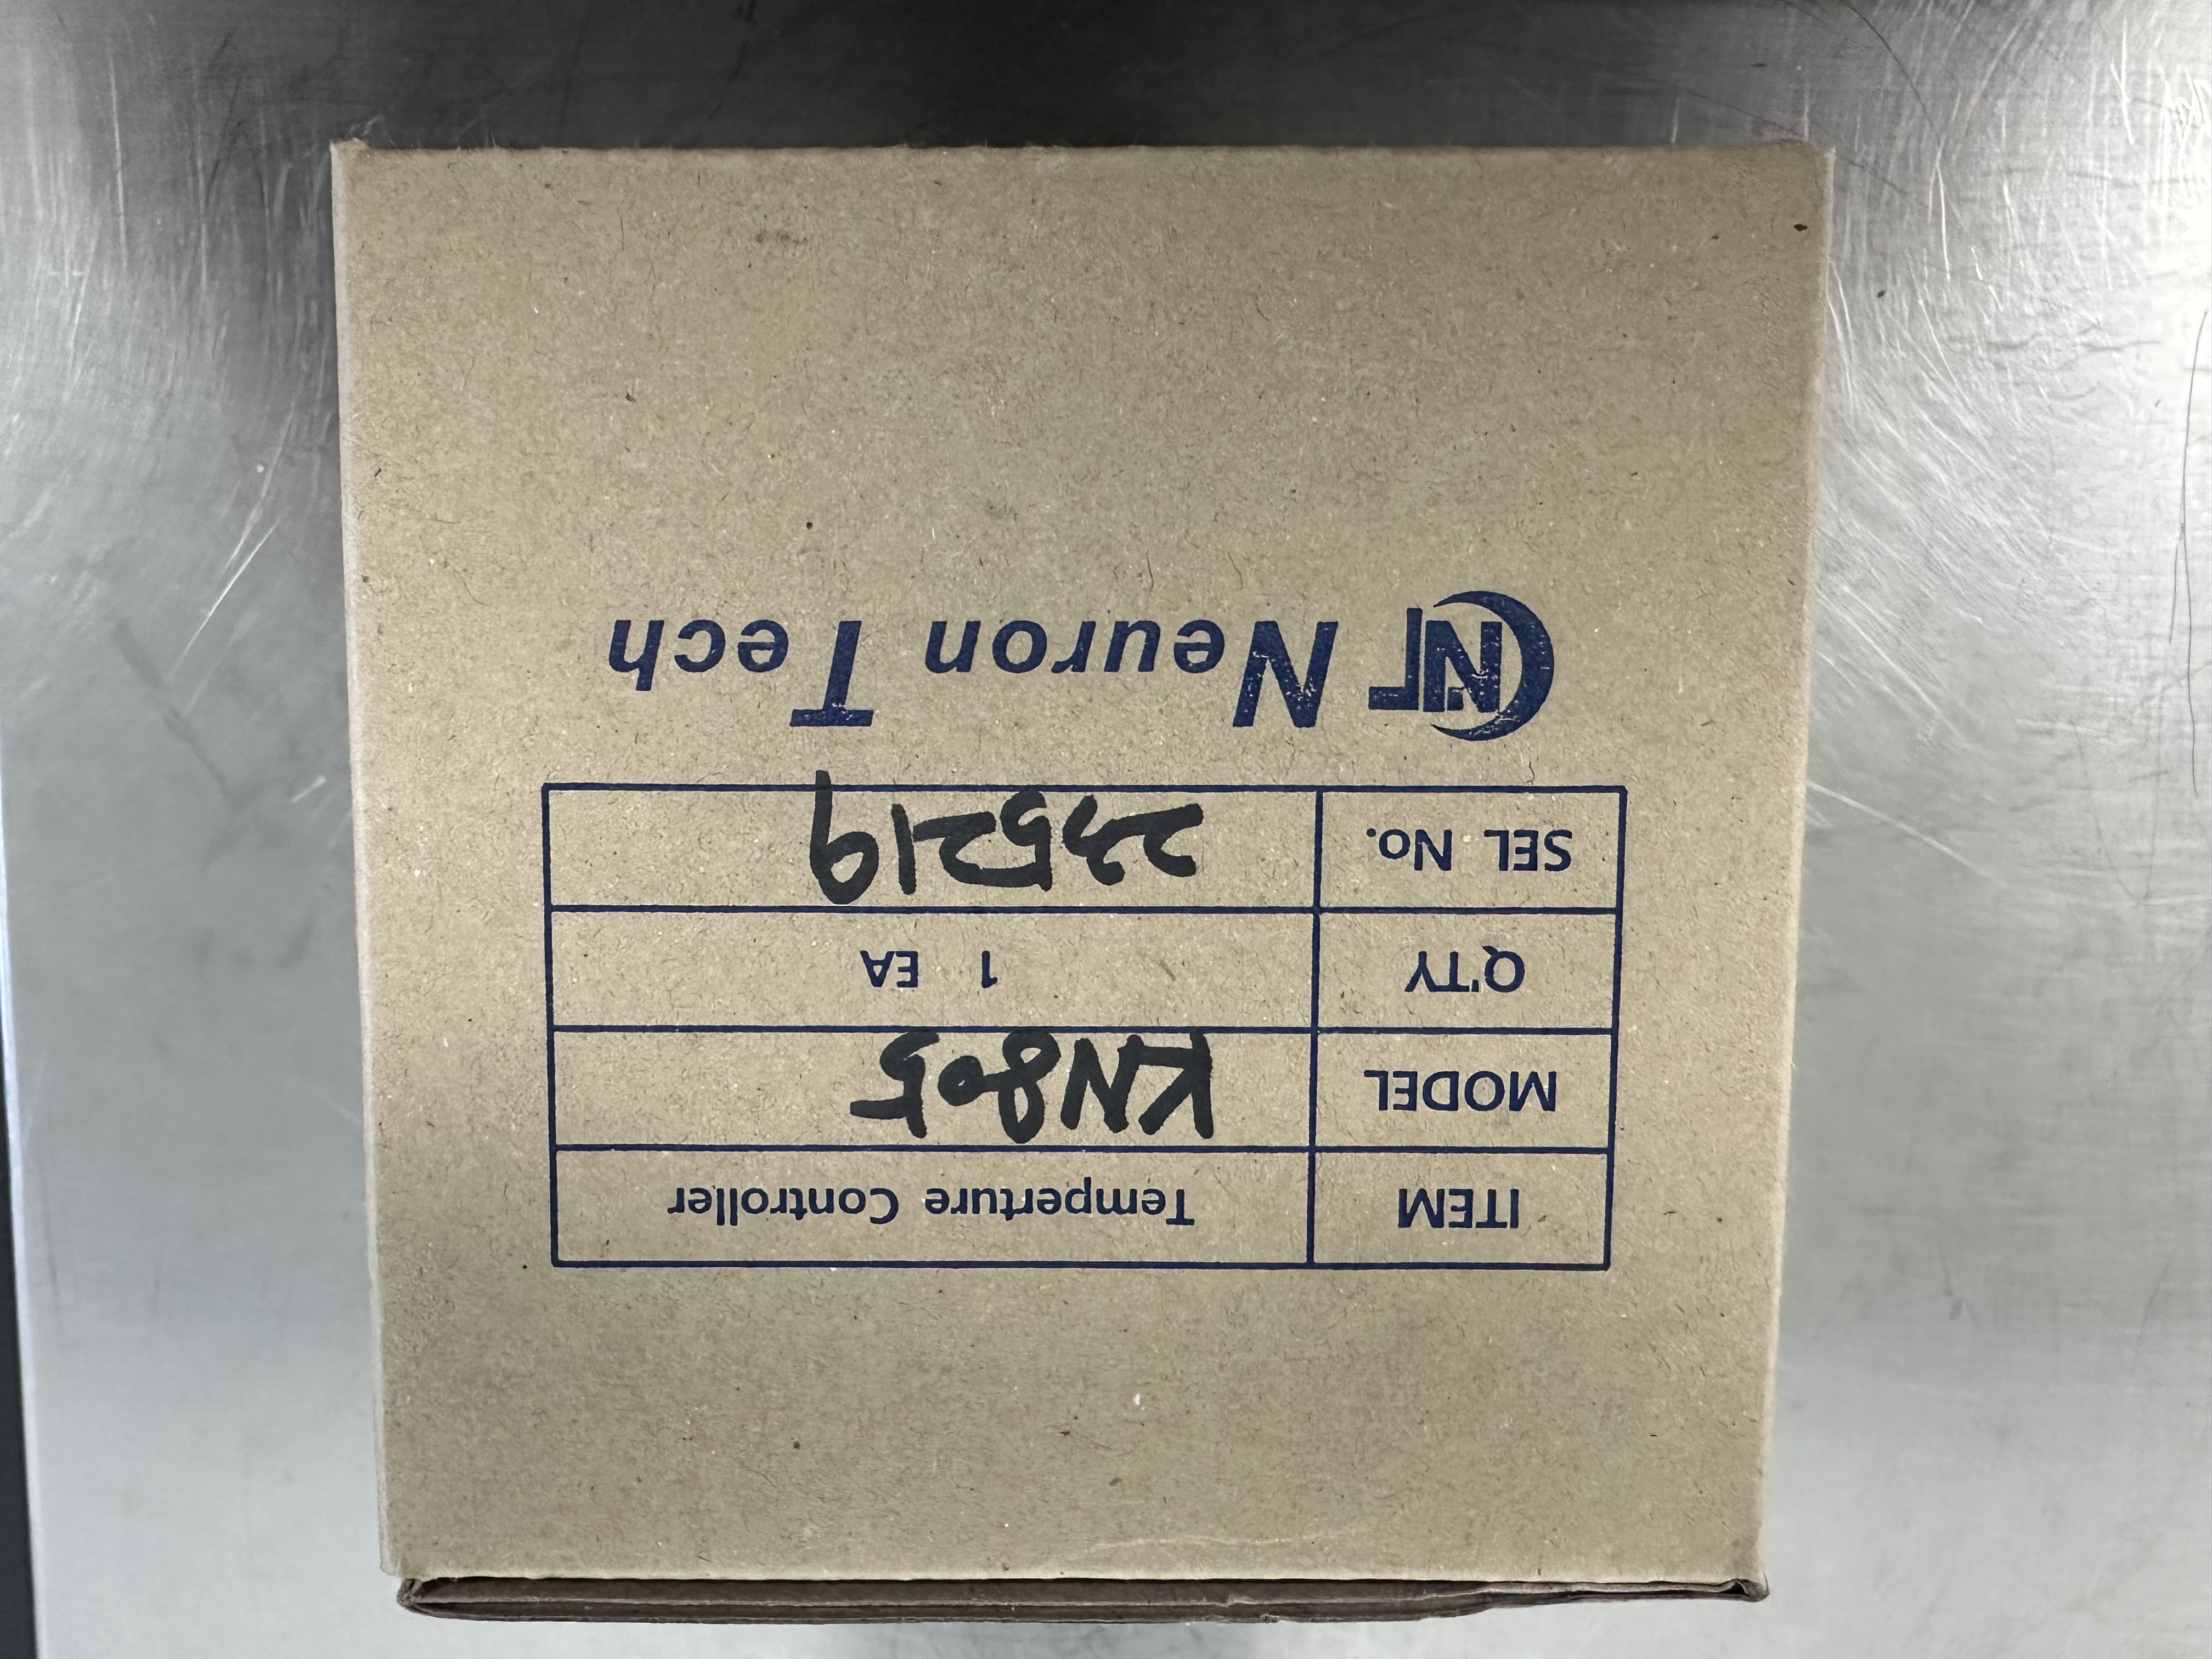 ITEM Temperture Controller
MODEL KN805
Q'TY 1 EA
SEL No. 235219
NT Neuron Tech